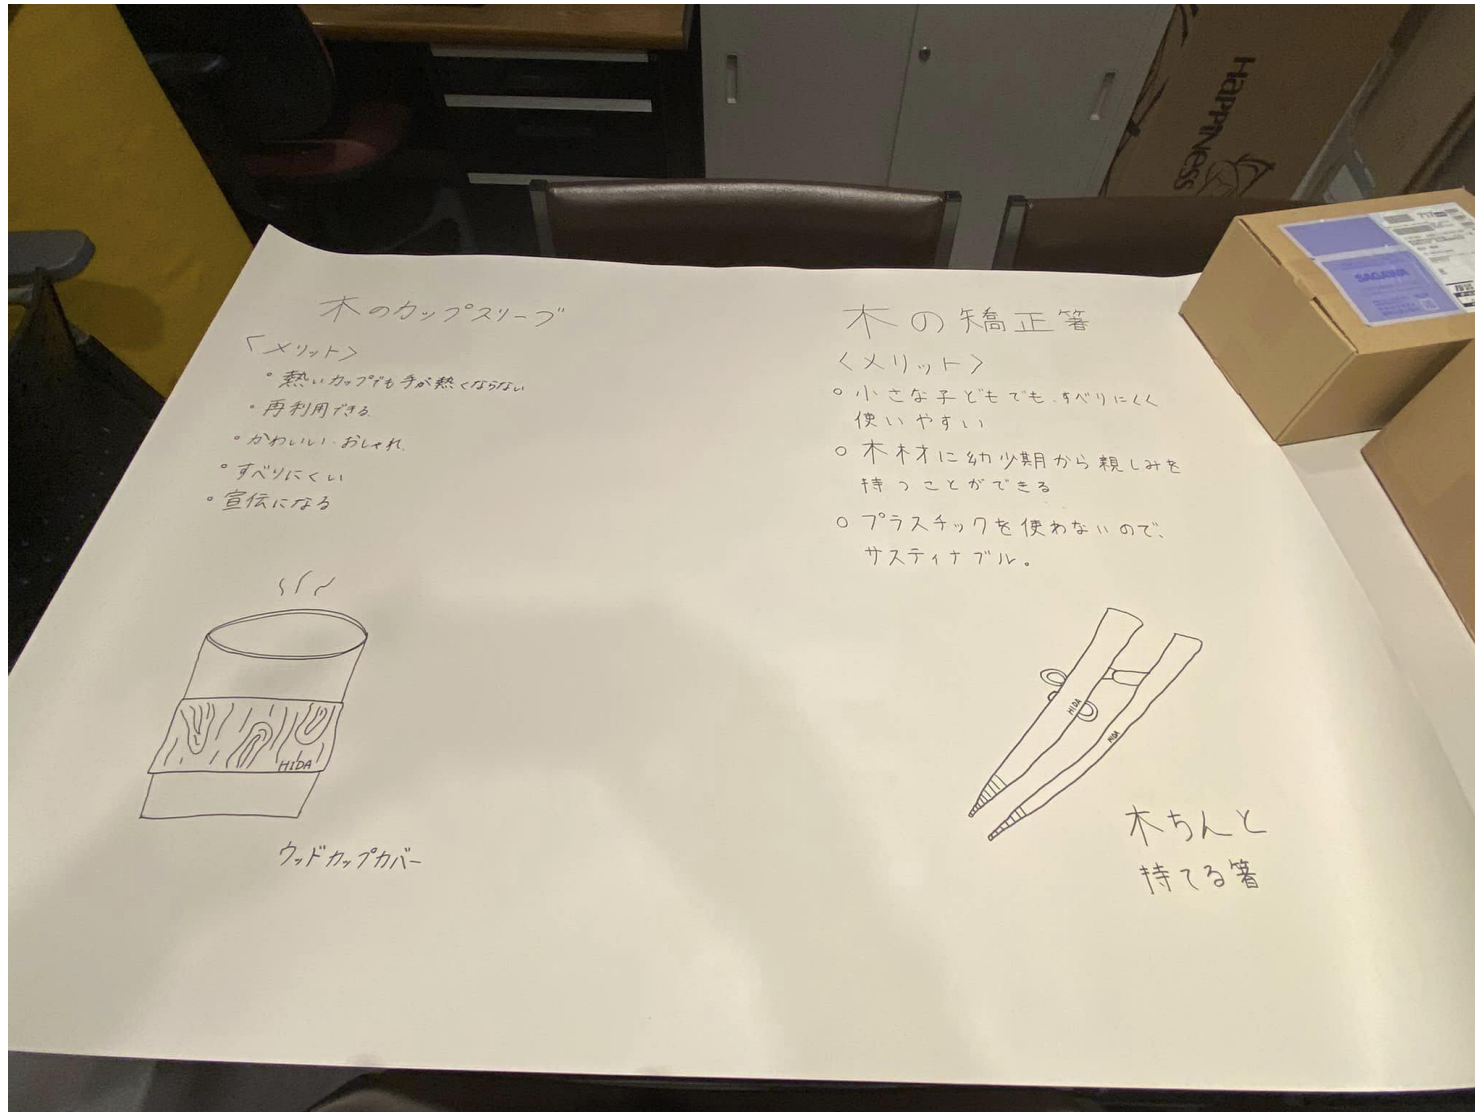 HAPPINESS
SAGAWA
木のカップスリーブ
〈メリット〉
・熱いカップでも手が熱くならない
・再利用できる
・かわいい・おしゃれ
・すべりにくい
・宣伝になる
HIDA
ウッドカップカバー
木の矯正箸
〈メリット〉
○小さな子どもでも、すべりにくく
使いやすい
○木材に幼少期から親しみを
持つことができる
○プラスチックを使わないので、
サスティナブル。
HIDA
HIDA
木ちんと
持てる箸